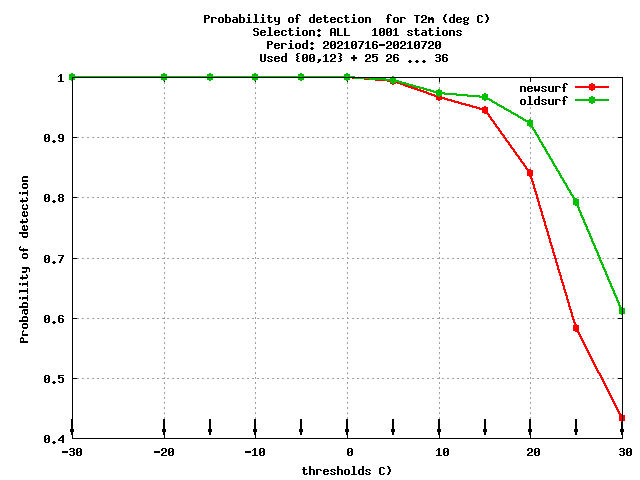 Probability of detection  for T2m (deg C)
Selection: ALL   1001 stations
Period: 20210716-20210720
Used {00,12} + 25 26 ... 36
newsurf
oldsurf
Probability of detection
1
0.9
0.8
0.7
0.6
0.5
0.4
-30 -20 -10 0 10 20 30
thresholds C)